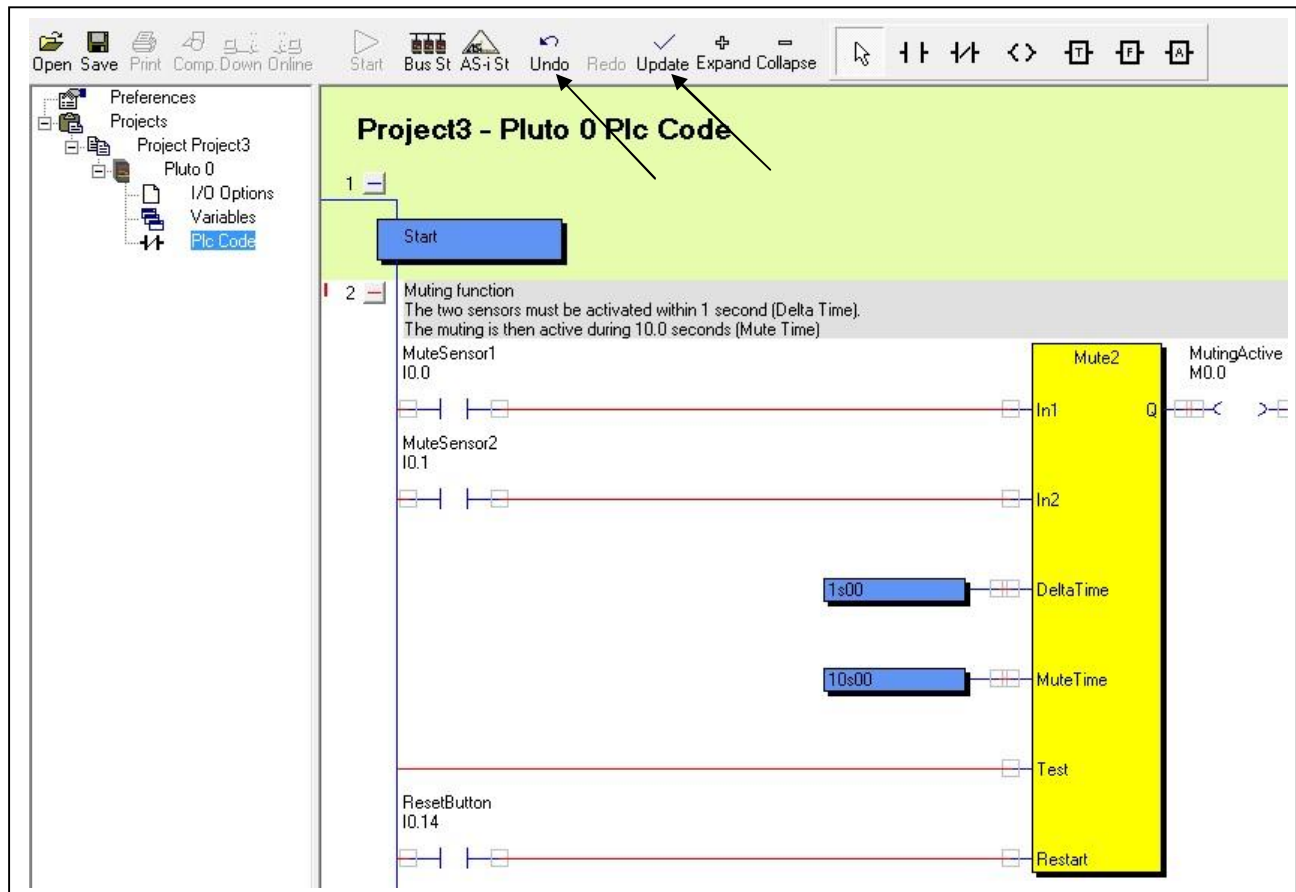 Open Save Print Comp. Down Online Start Bus St AS-i St Undo Redo Update Expand Collapse T F A
Preferences
Projects
Project Project3
Pluto 0
I/O Options
Variables
Plc Code
Project3 - Pluto 0 Plc Code
1
Start
2
Muting function
The two sensors must be activated within 1 second (Delta Time).
The muting is then active during 10.0 seconds (Mute Time)
MuteSensor1
I0.0
Mute2
MutingActive
M0.0
In1 Q
MuteSensor2
I0.1
In2
1s00 DeltaTime
10s00 MuteTime
Test
ResetButton
I0.14
Restart